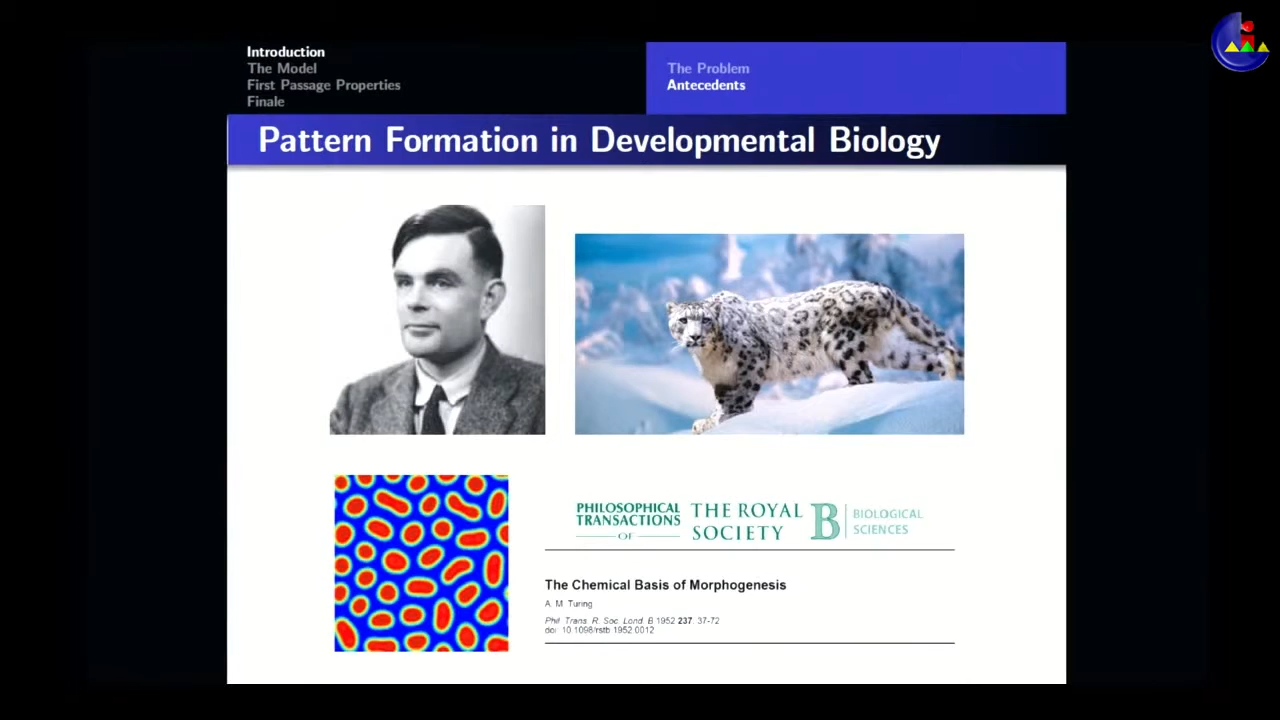 Introduction
The Model
First Passage Properties
Finale
The Problem
Antecedents
Pattern Formation in Developmental Biology
PHILOSOPHICAL
TRANSACTIONS
OF
THE ROYAL
SOCIETY
B
BIOLOGICAL
SCIENCES
The Chemical Basis of Morphogenesis
A. M. Turing
Phil. Trans. R. Soc. Lond. B 1952 237, 37-72
doi: 10.1098/rstb.1952.0012